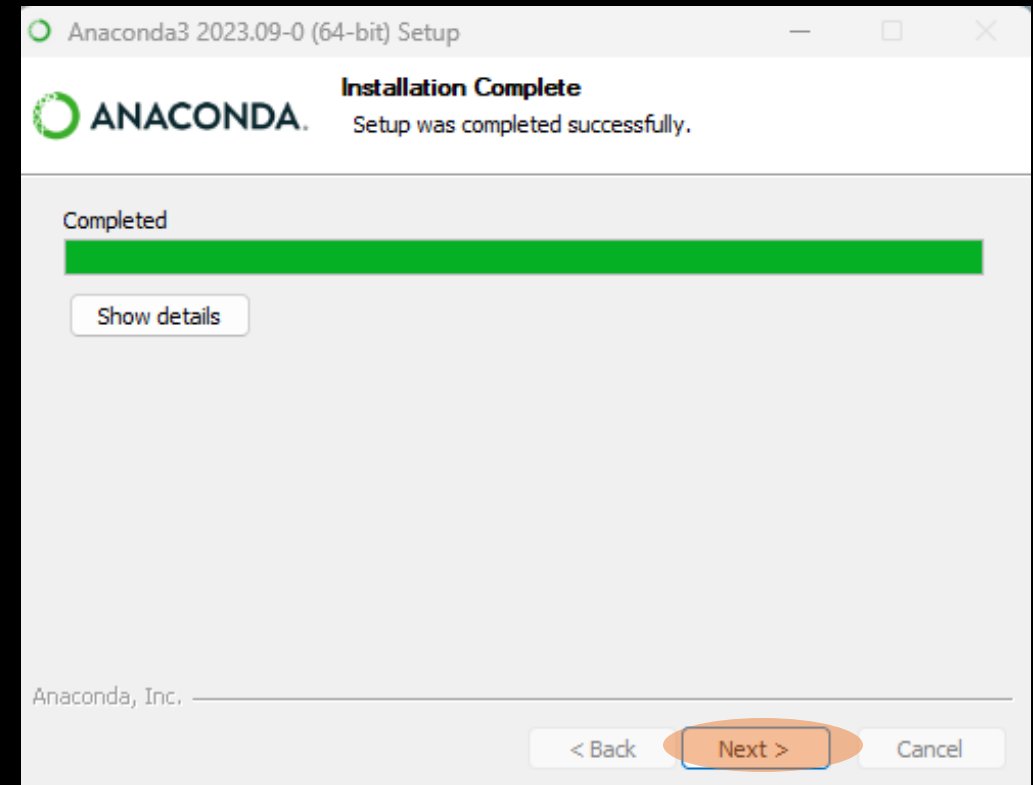 Anaconda3 2023.09-0 (64-bit) Setup
ANACONDA.
Installation Complete
Setup was completed successfully.
Completed
Show details
Anaconda, Inc.
< Back
Next >
Cancel